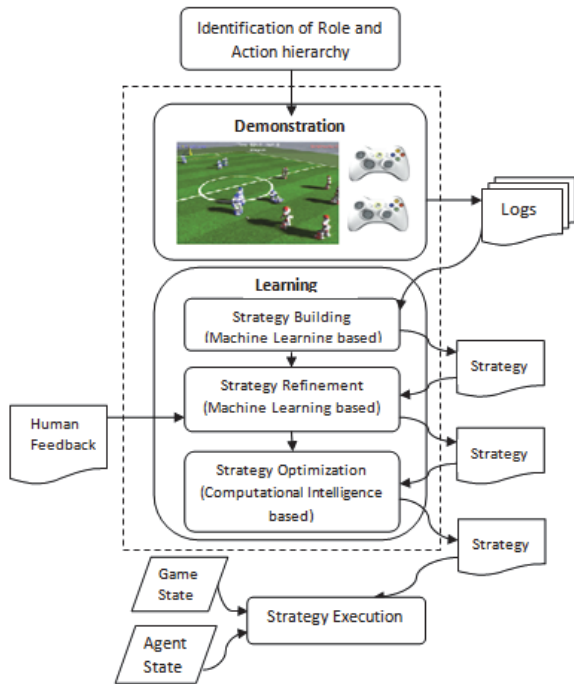 Identification of Role and
Action hierarchy
Demonstration
Logs
Learning
Strategy Building
(Machine Learning based)
Strategy
Strategy Refinement
(Machine Learning based)
Human
Feedback
Strategy
Strategy Optimization
(Computational Intelligence
based)
Strategy
Game
State
Strategy Execution
Agent
State